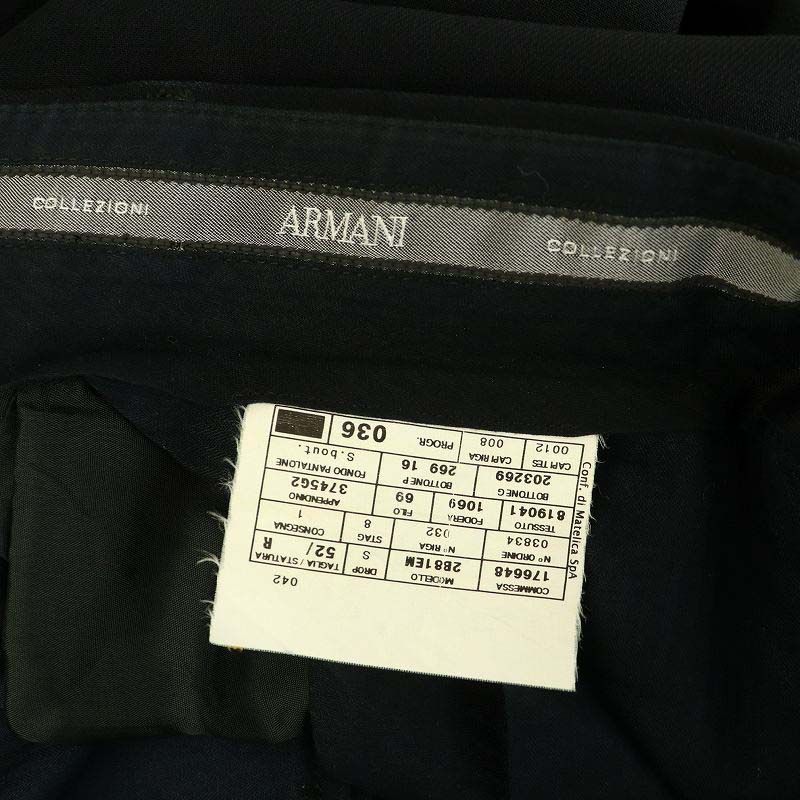 COLLEZIONI ARMANI COLLEZIONI
042
COMMESSA MODELLO DROP TAGLIA / STATURA
176648 2B81EM S 52/ R
N° ORDINE N° RIGA STAG CONSEGNA
03834 032 8 1
TESSUTO FODERA FILO APPENDINO
819041 1069 69 3745G2
BOTTONE G BOTTONE P FONDO PANTALONE
203269 269 16 S.bout.
CAPI TES CAPI RIGA PROGR.
0012 008 036
Conf. di Matelica SpA